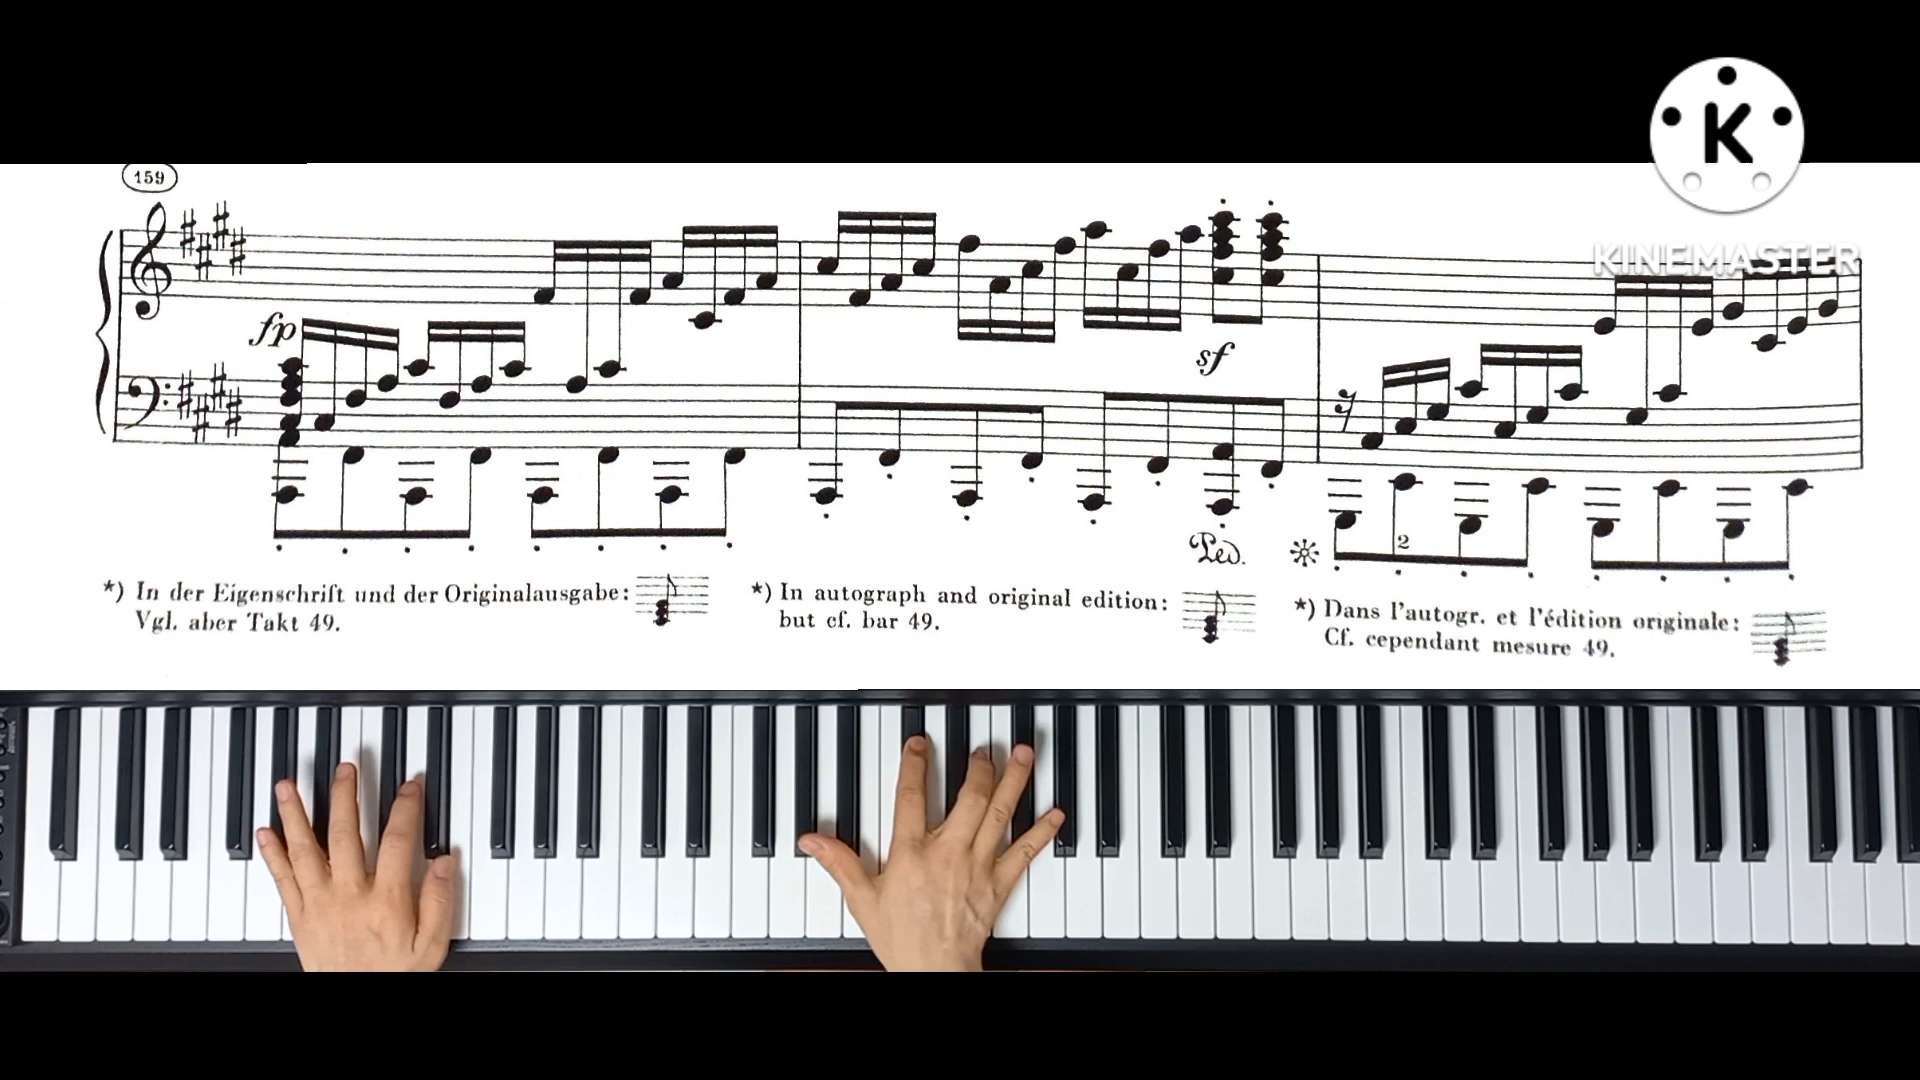 159
K
KINEMASTER
fp
sf
2
Ped.
*) In der Eigenschrift und der Originalausgabe:
Vgl. aber Takt 49.
*) In autograph and original edition:
but cf. bar 49.
*) Dans l'autogr. et l'édition originale:
Cf. cependant mesure 49.